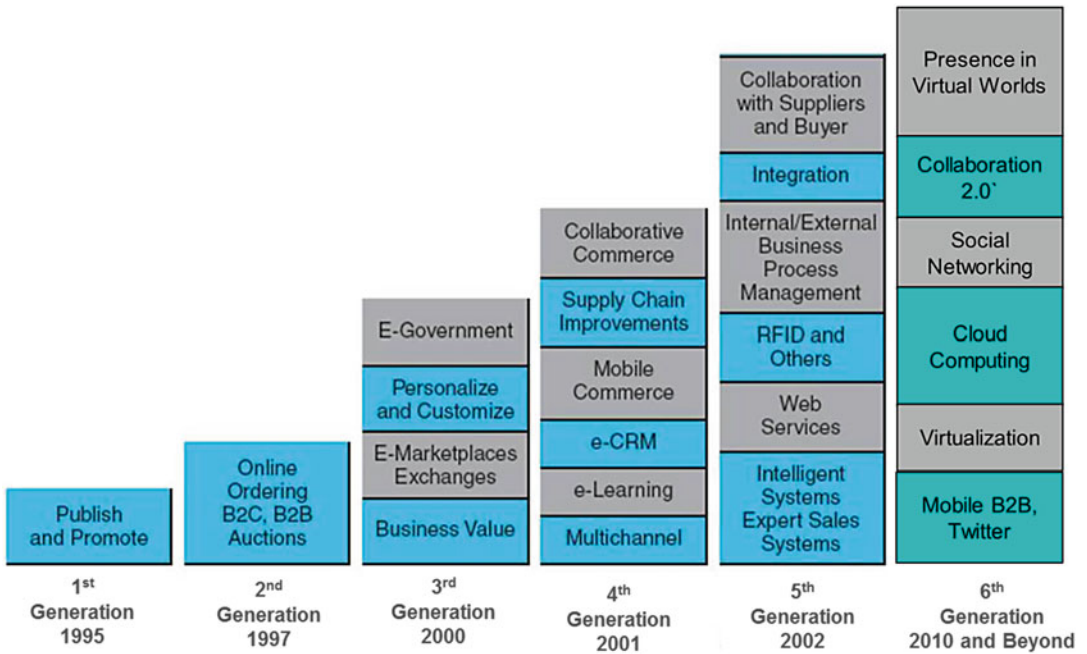 Publish
and Promote
1st
Generation
1995
Online
Ordering
B2C, B2B
Auctions
2nd
Generation
1997
E-Government
Personalize
and Customize
E-Marketplaces
Exchanges
Business Value
3rd
Generation
2000
Collaborative
Commerce
Supply Chain
Improvements
Mobile
Commerce
e-CRM
e-Learning
Multichannel
4th
Generation
2001
Collaboration
with Suppliers
and Buyer
Integration
Internal/External
Business
Process
Management
RFID and
Others
Web
Services
Intelligent
Systems
Expert Sales
Systems
5th
Generation
2002
Presence in
Virtual Worlds
Collaboration
2.0`
Social
Networking
Cloud
Computing
Virtualization
Mobile B2B,
Twitter
6th
Generation
2010 and Beyond